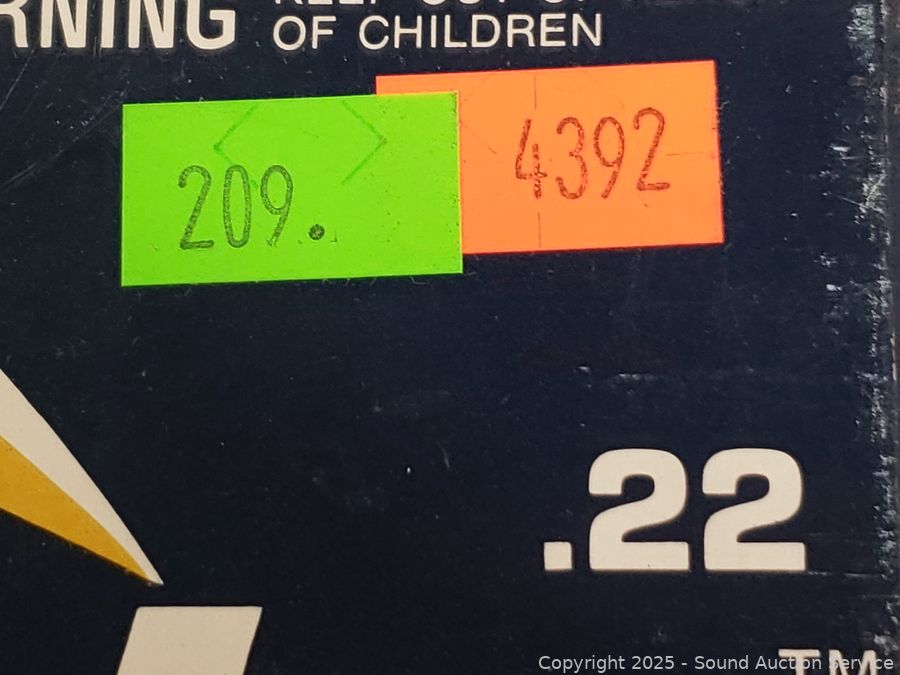 RNING
OF CHILDREN
209.
4392
.22
TM
Copyright 2025 - Sound Auction Service